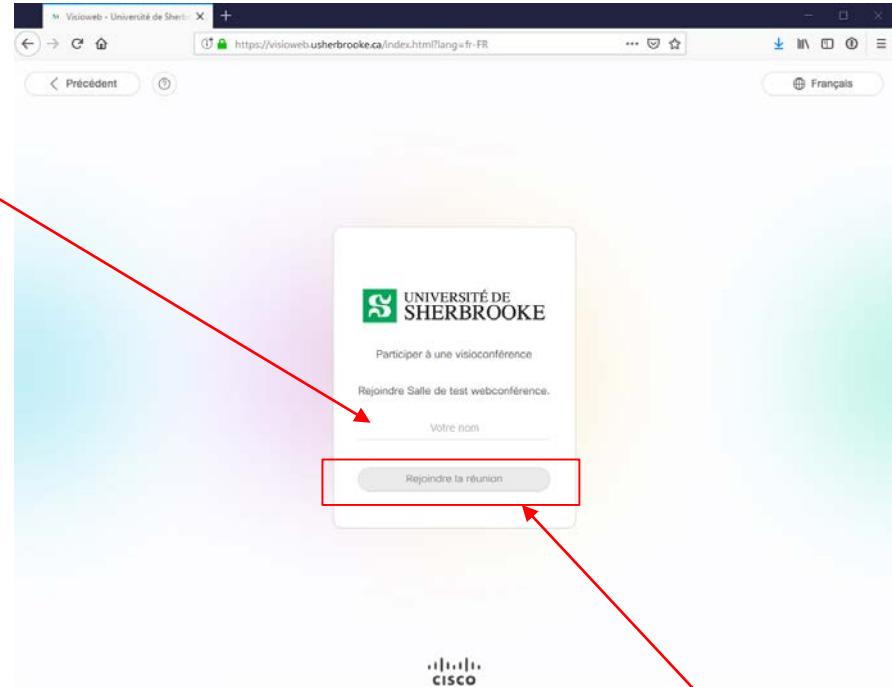 Visioweb - Université de Sherb
https://visioweb.usherbrooke.ca/index.html?lang=fr-FR
Précédent
Français
UNIVERSITÉ DE
SHERBROOKE
Participer à une visioconférence
Rejoindre Salle de test webconférence.
Votre nom
Rejoindre la réunion
CISCO